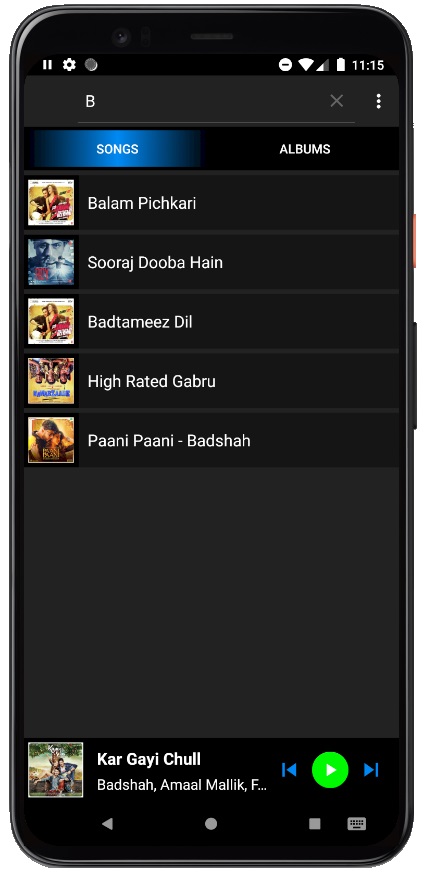 11:15
B
SONGS
ALBUMS
Balam Pichkari
Sooraj Dooba Hain
Badtameez Dil
High Rated Gabru
Paani Paani - Badshah
Kar Gayi Chull
Badshah, Amaal Mallik, F...